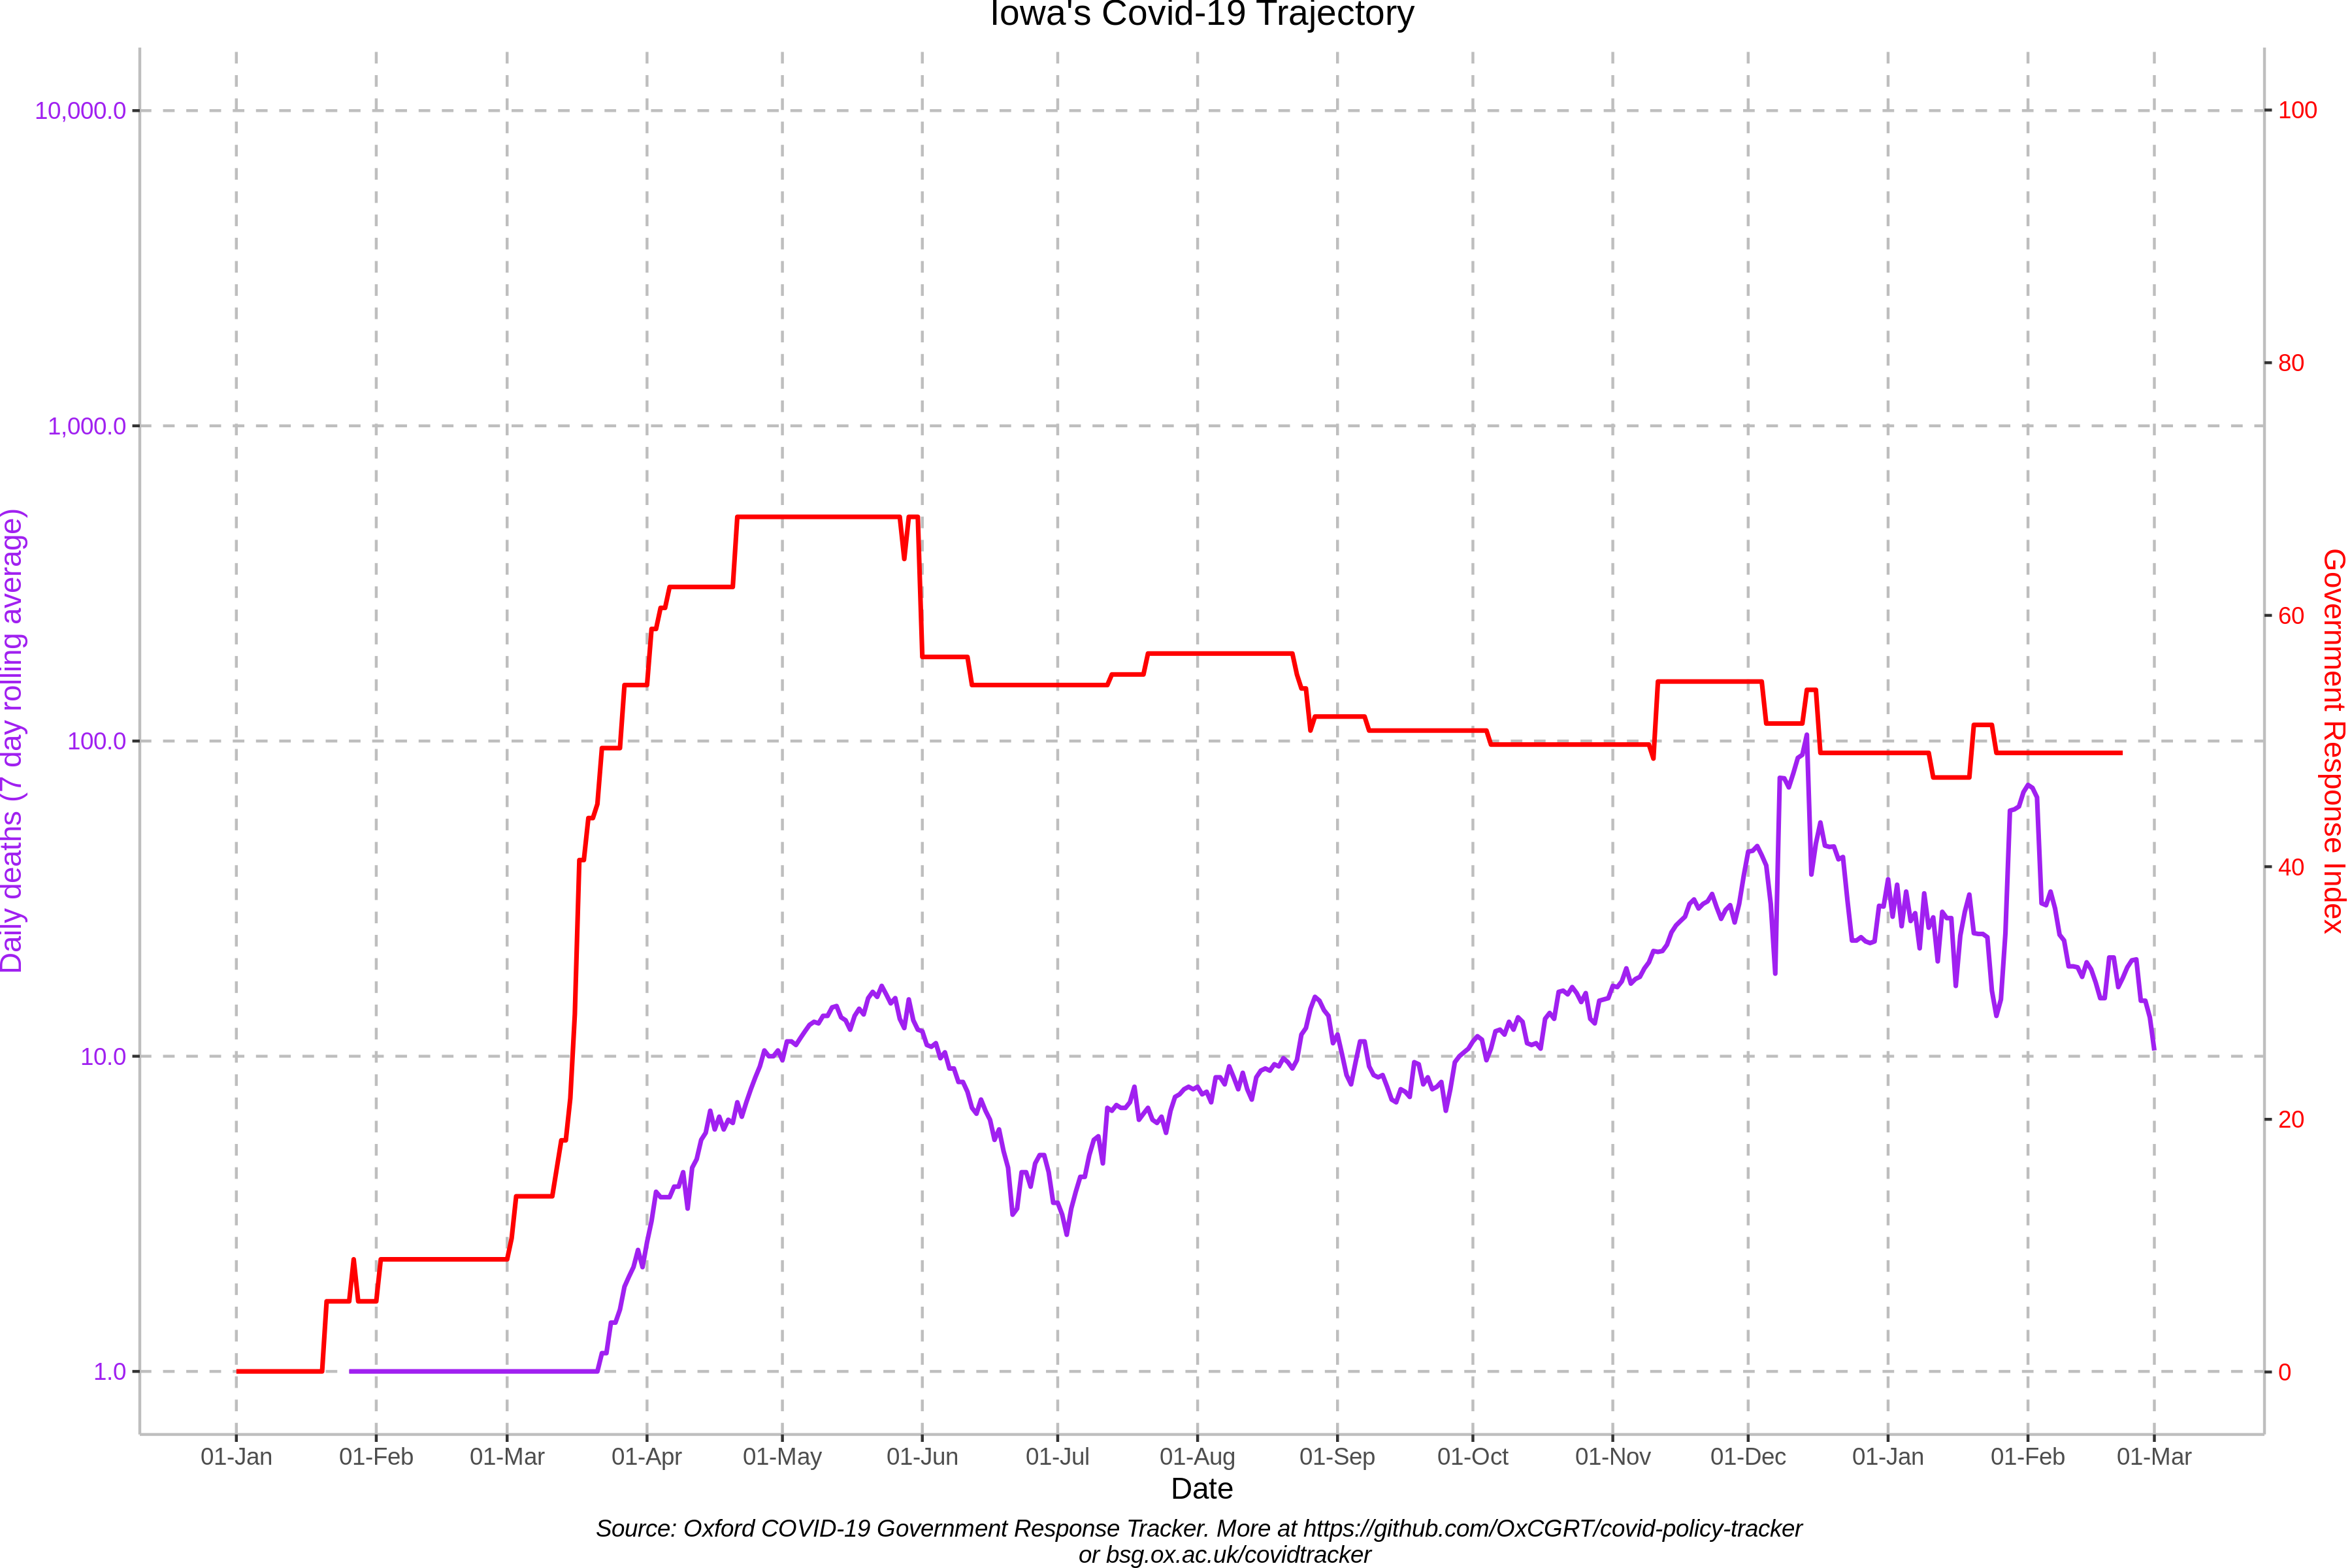 Iowa's Covid-19 Trajectory
10,000.0
1,000.0
100.0
10.0
1.0
Daily deaths (7 day rolling average)
100
80
60
40
20
0
Government Response Index
01-Jan 01-Feb 01-Mar 01-Apr 01-May 01-Jun 01-Jul 01-Aug 01-Sep 01-Oct 01-Nov 01-Dec 01-Jan 01-Feb 01-Mar
Date
Source: Oxford COVID-19 Government Response Tracker. More at https://github.com/OxCGRT/covid-policy-tracker
or bsg.ox.ac.uk/covidtracker